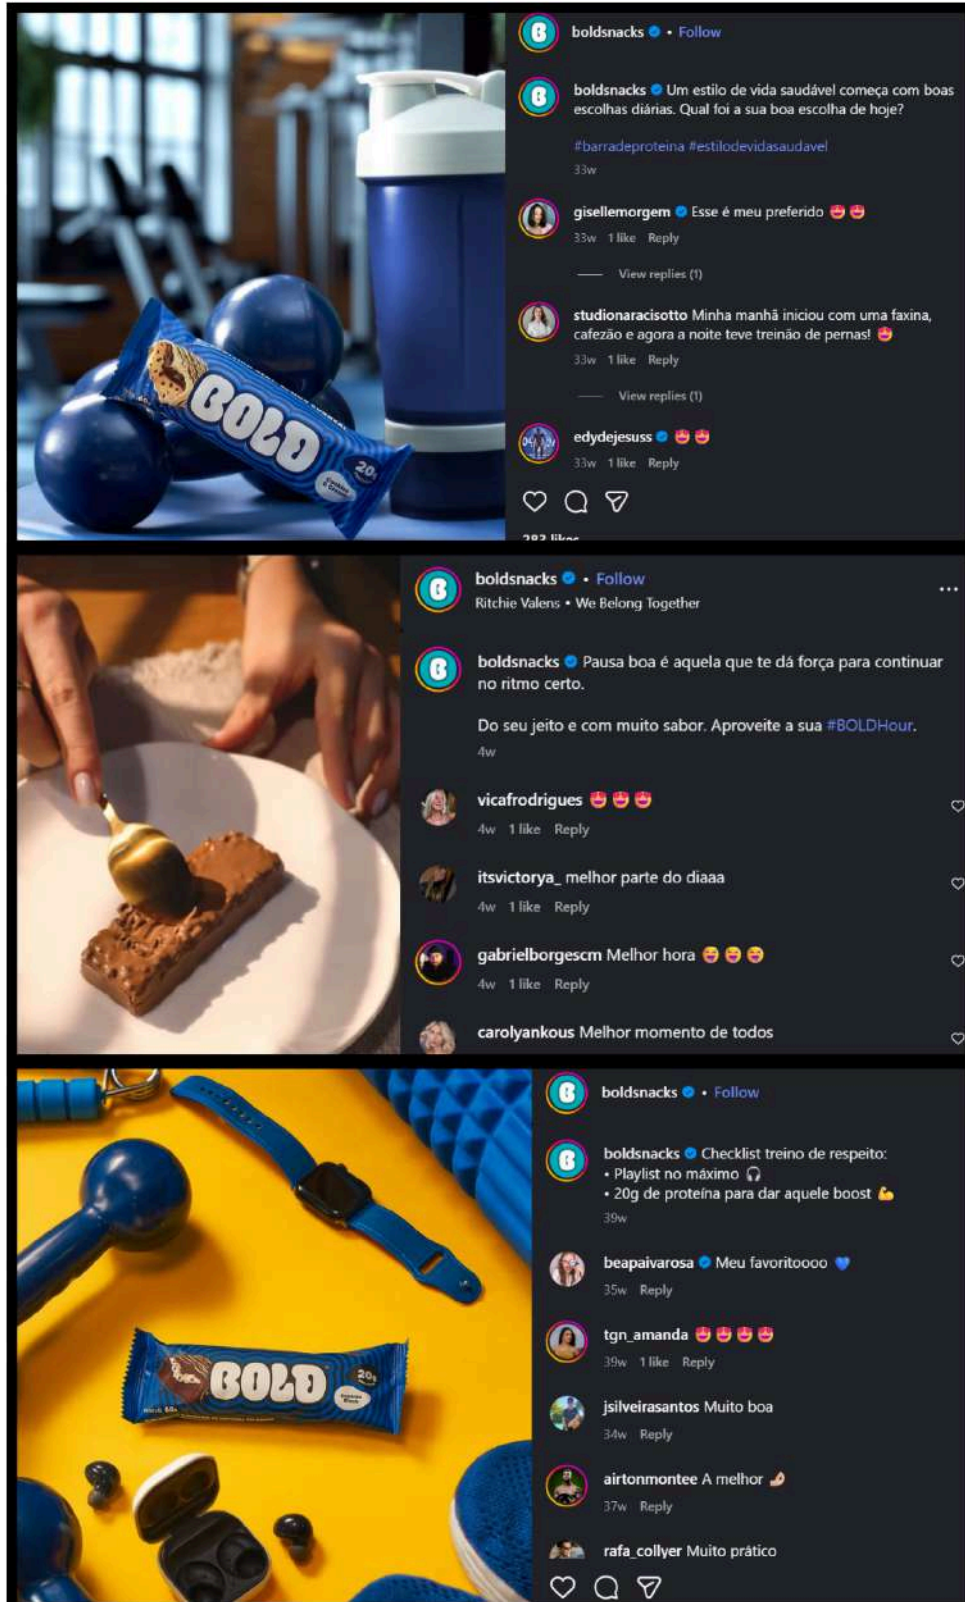 boldsnacks • Follow
boldsnacks Um estilo de vida saudável começa com boas
escolhas diárias. Qual foi a sua boa escolha de hoje?
#barradeproteina #estilodevidasaudavel
33w
gisellemorgem Esse é meu preferido 🤩🤩
33w 1 like Reply
View replies (1)
studionaracisotto Minha manhã iniciou com uma faxina,
cafezão e agora a noite teve treinão de pernas! 🤩
33w 1 like Reply
View replies (1)
edydejesuss 🤩🤩
33w 1 like Reply
283 likes
BOLD
20g
Cookies
& Cream
boldsnacks • Follow
Ritchie Valens • We Belong Together
boldsnacks Pausa boa é aquela que te dá força para continuar
no ritmo certo.
Do seu jeito e com muito sabor. Aproveite a sua #BOLDHour.
4w
vicafrodrigues 🤩🤩🤩
4w 1 like Reply
itsvictorya_ melhor parte do diaaa
4w 1 like Reply
gabrielborgescm Melhor hora 😝😝😝
4w 1 like Reply
carolyankous Melhor momento de todos
boldsnacks • Follow
boldsnacks Checklist treino de respeito:
• Playlist no máximo 🎧
• 20g de proteína para dar aquele boost 💪
39w
beapaivarosa Meu favoritoooo 💙
35w Reply
tgn_amanda 🤩🤩🤩🤩
39w 1 like Reply
jsilveirasantos Muito boa
34w Reply
airtonmontee A melhor 🤌🏼
37w Reply
rafa_collyer Muito prático
BOLD
20g